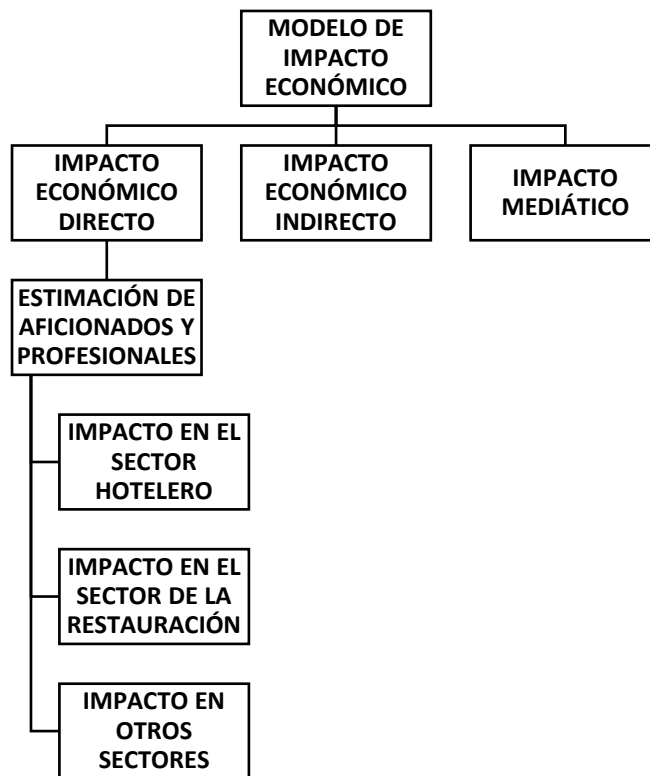 MODELO DE
IMPACTO
ECONÓMICO
IMPACTO
ECONÓMICO
DIRECTO
IMPACTO
ECONÓMICO
INDIRECTO
IMPACTO
MEDIÁTICO
ESTIMACIÓN DE
AFICIONADOS Y
PROFESIONALES
IMPACTO EN EL
SECTOR
HOTELERO
IMPACTO EN EL
SECTOR DE LA
RESTAURACIÓN
IMPACTO EN
OTROS
SECTORES